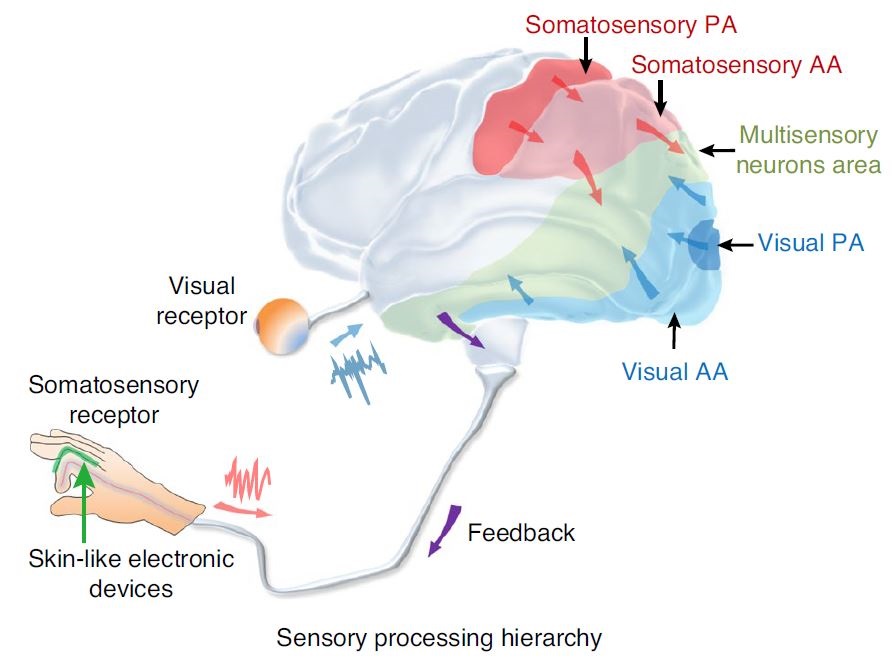 Somatosensory PA
Somatosensory AA
Multisensory
neurons area
Visual PA
Visual
receptor
Visual AA
Somatosensory
receptor
Feedback
Skin-like electronic
devices
Sensory processing hierarchy